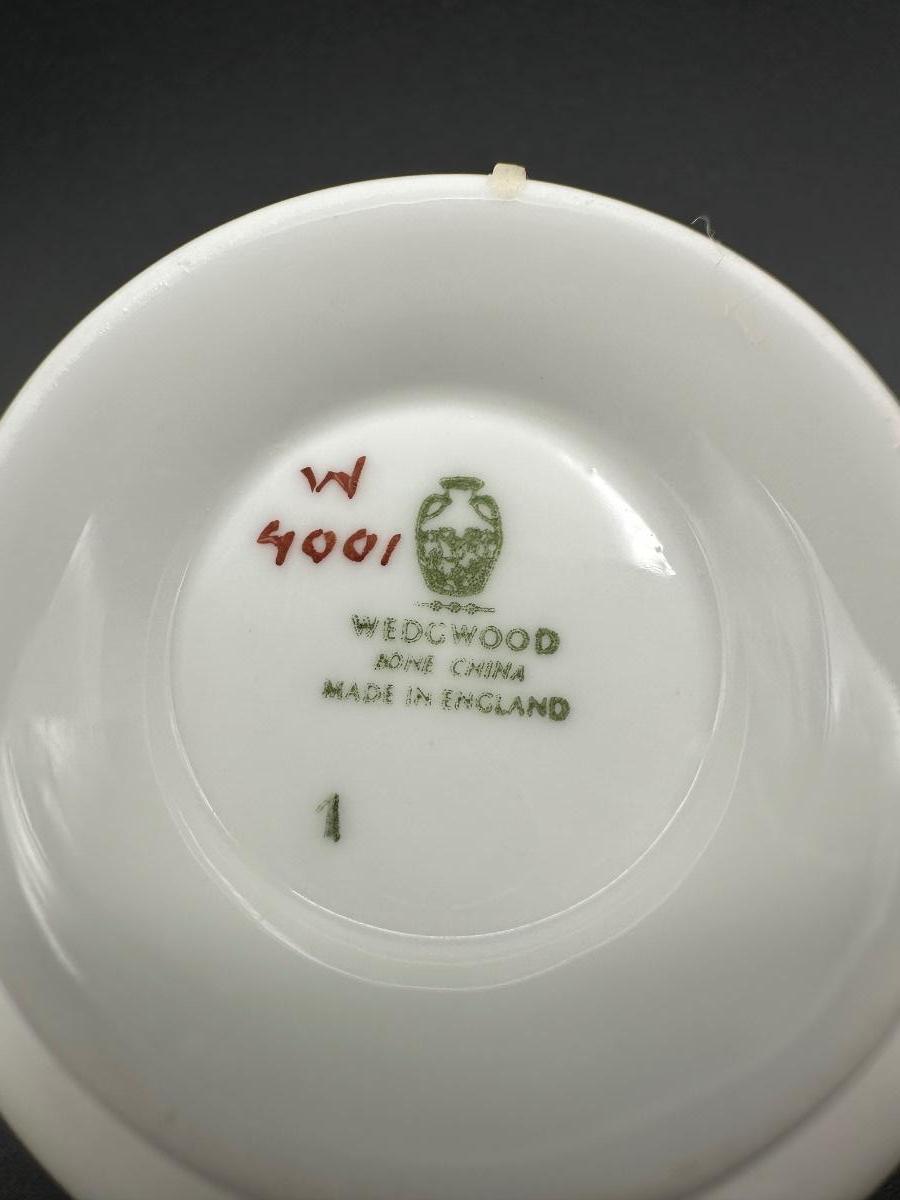 W
4001
WEDGWOOD
BONE CHINA
MADE IN ENGLAND
1